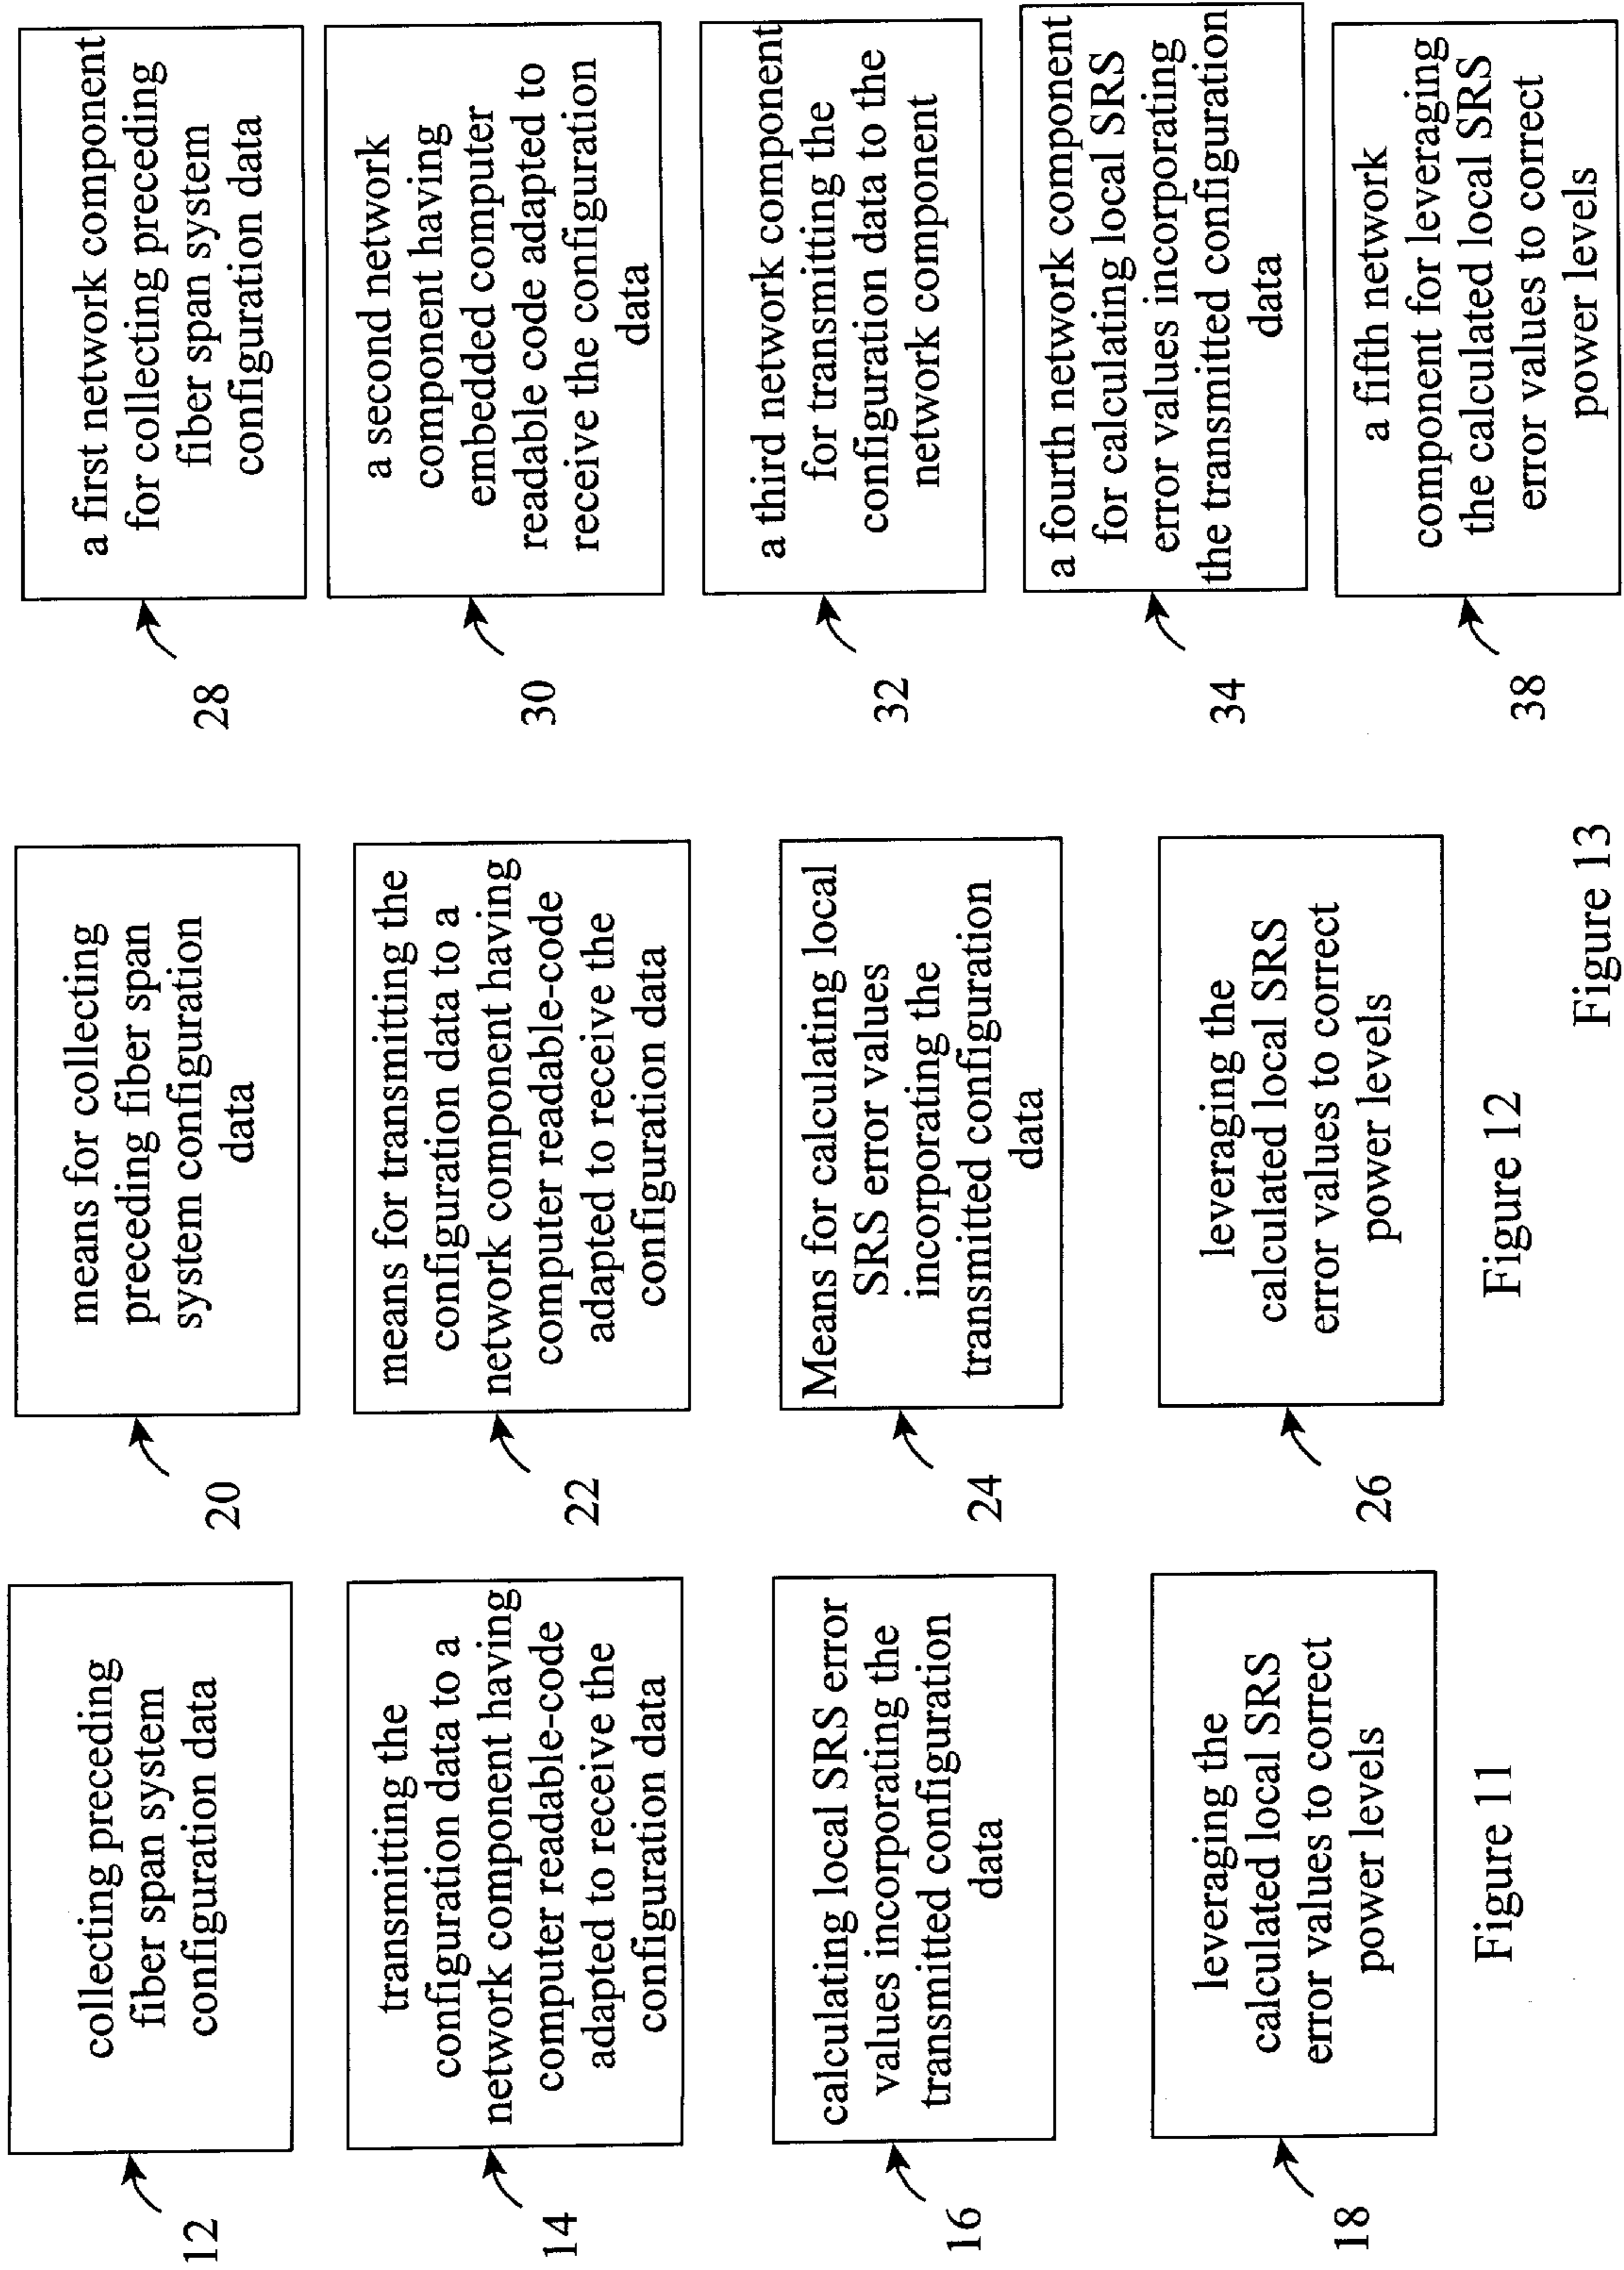 12
collecting preceding
fiber span system
configuration data
14
transmitting the
configuration data to a
network component having
computer readable-code
adapted to receive the
configuration data
16
calculating local SRS error
values incorporating the
transmitted configuration
data
18
leveraging the
calculated local SRS
error values to correct
power levels
Figure 11
20
means for collecting
preceding fiber span
system configuration
data
22
means for transmitting the
configuration data to a
network component having
computer readable-code
adapted to receive the
configuration data
24
Means for calculating local
SRS error values
incorporating the
transmitted configuration
data
26
leveraging the
calculated local SRS
error values to correct
power levels
Figure 12
28
a first network component
for collecting preceding
fiber span system
configuration data
30
a second network
component having
embedded computer
readable code adapted to
receive the configuration
data
32
a third network component
for transmitting the
configuration data to the
network component
34
a fourth network component
for calculating local SRS
error values incorporating
the transmitted configuration
data
38
a fifth network
component for leveraging
the calculated local SRS
error values to correct
power levels
Figure 13